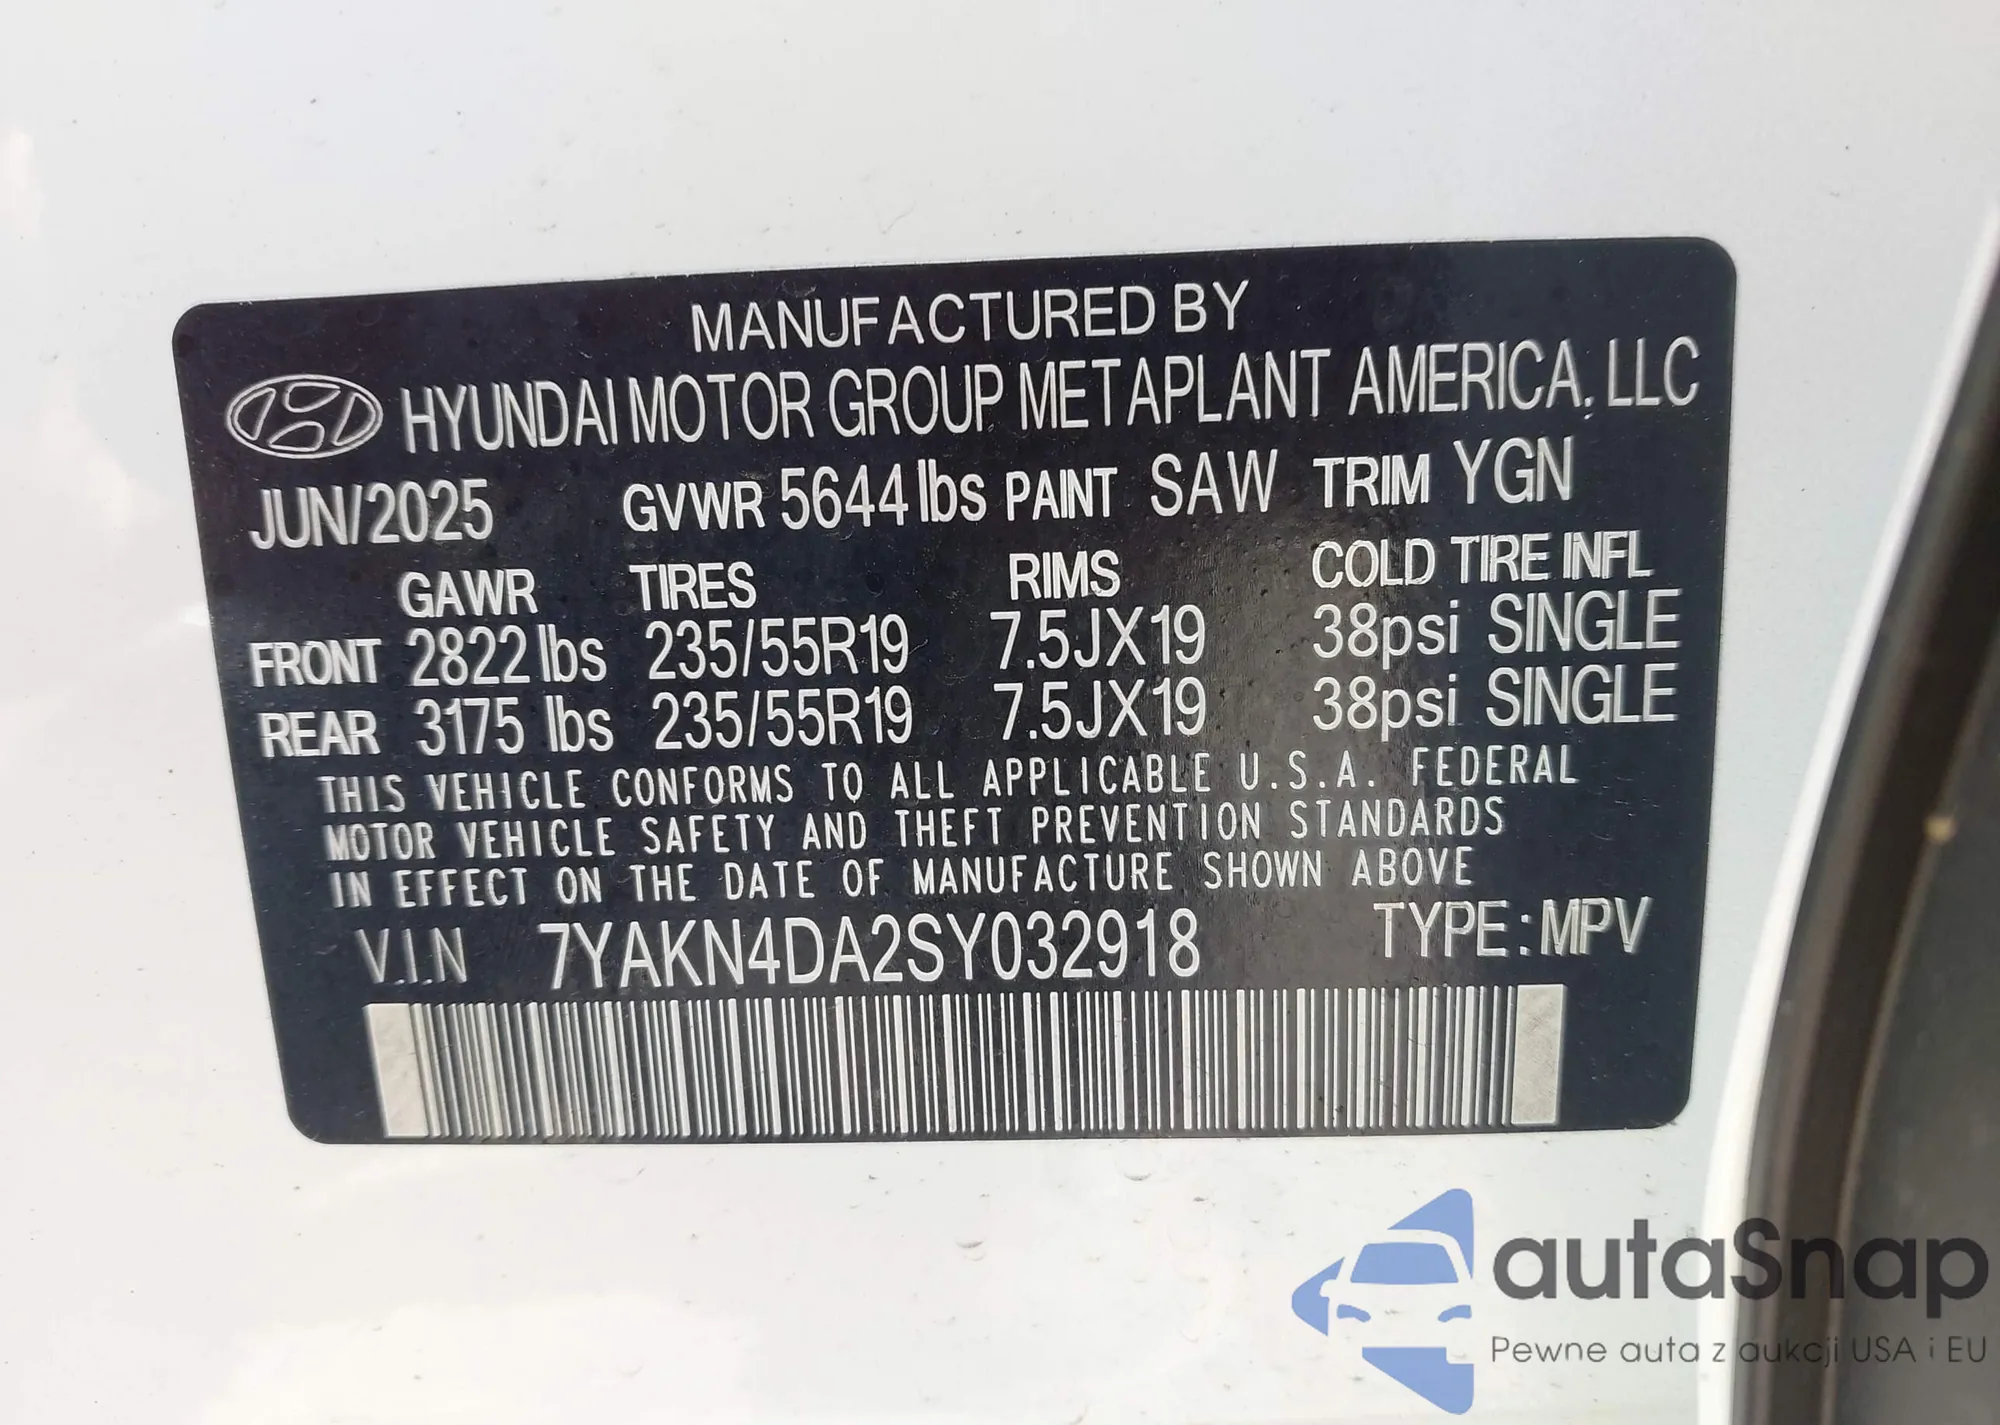 MANUFACTURED BY
HYUNDAI MOTOR GROUP METAPLANT AMERICA, LLC
JUN/2025 GVWR 5644 lbs PAINT SAW TRIM YGN
GAWR TIRES RIMS COLD TIRE INFL
FRONT 2822 lbs 235/55R19 7.5JX19 38psi SINGLE
REAR 3175 lbs 235/55R19 7.5JX19 38psi SINGLE
THIS VEHICLE CONFORMS TO ALL APPLICABLE U.S.A. FEDERAL
MOTOR VEHICLE SAFETY AND THEFT PREVENTION STANDARDS
IN EFFECT ON THE DATE OF MANUFACTURE SHOWN ABOVE
V.I.N 7YAKN4DA2SY032918 TYPE:MPV
autaSnap
Pewne auta z aukcji USA i EU